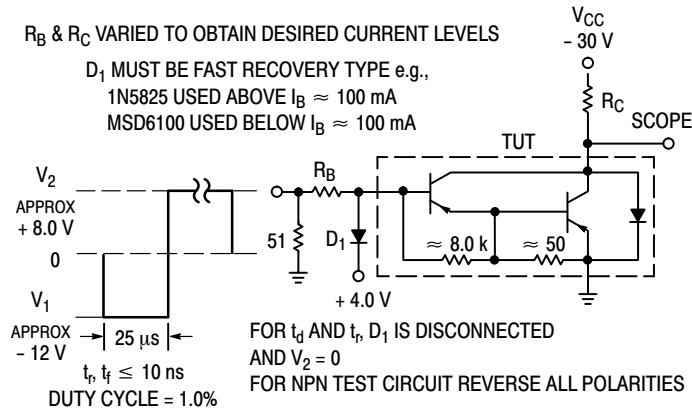 R_B & R_C VARIED TO OBTAIN DESIRED CURRENT LEVELS
D_1 MUST BE FAST RECOVERY TYPE e.g.,
1N5825 USED ABOVE I_B ≈ 100 mA
MSD6100 USED BELOW I_B ≈ 100 mA
V_CC
– 30 V
R_C
SCOPE
TUT
R_B
V_2
APPROX
+ 8.0 V
0
51
D_1
≈ 8.0 k
≈ 50
V_1
APPROX
– 12 V
25 μs
+ 4.0 V
t_r, t_f ≤ 10 ns
DUTY CYCLE = 1.0%
FOR t_d AND t_r, D_1 IS DISCONNECTED
AND V_2 = 0
FOR NPN TEST CIRCUIT REVERSE ALL POLARITIES